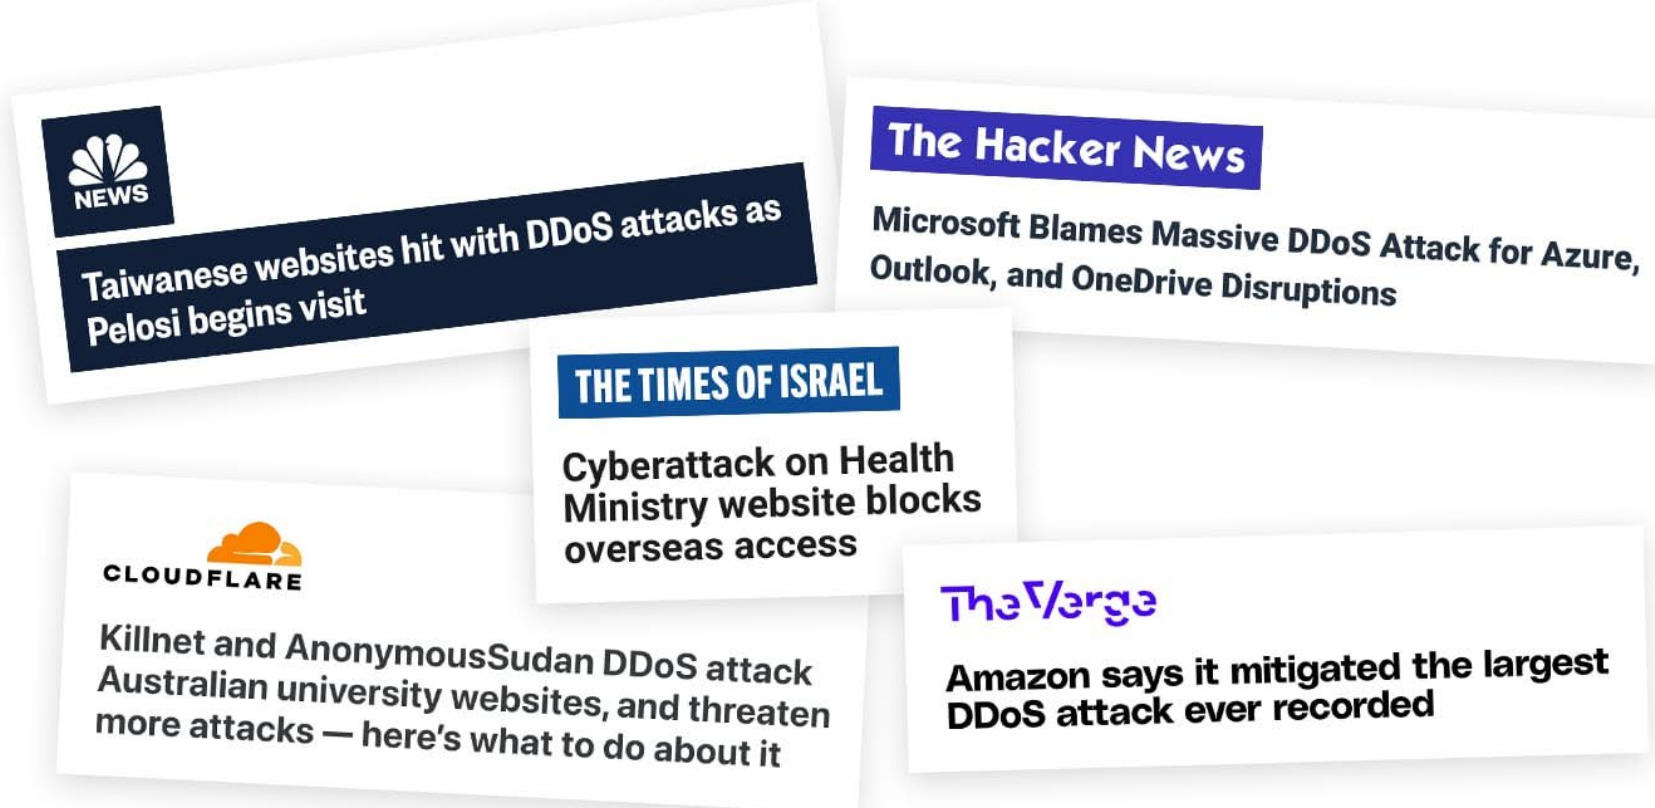 NEWS
Taiwanese websites hit with DDoS attacks as
Pelosi begins visit
The Hacker News
Microsoft Blames Massive DDoS Attack for Azure,
Outlook, and OneDrive Disruptions
THE TIMES OF ISRAEL
Cyberattack on Health
Ministry website blocks
overseas access
CLOUDFLARE
Killnet and AnonymousSudan DDoS attack
Australian university websites, and threaten
more attacks — here's what to do about it
The Verge
Amazon says it mitigated the largest
DDoS attack ever recorded